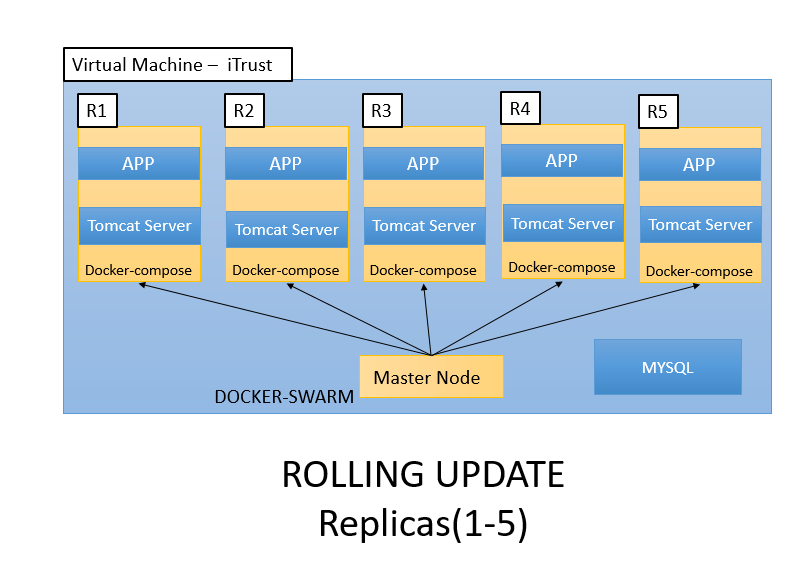 Virtual Machine – iTrust
R1
R2
R3
R4
R5
APP
APP
APP
APP
APP
Tomcat Server
Tomcat Server
Tomcat Server
Tomcat Server
Tomcat Server
Docker-compose
Docker-compose
Docker-compose
Docker-compose
Docker-compose
Master Node
MYSQL
DOCKER-SWARM
ROLLING UPDATE
Replicas(1-5)